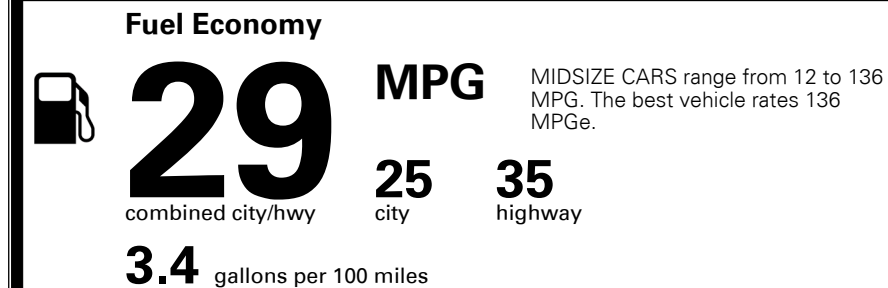 Fuel Economy
29 MPG
MIDSIZE CARS range from 12 to 136
MPG. The best vehicle rates 136
MPGe.
combined city/hwy
25
city
35
highway
3.4 gallons per 100 miles